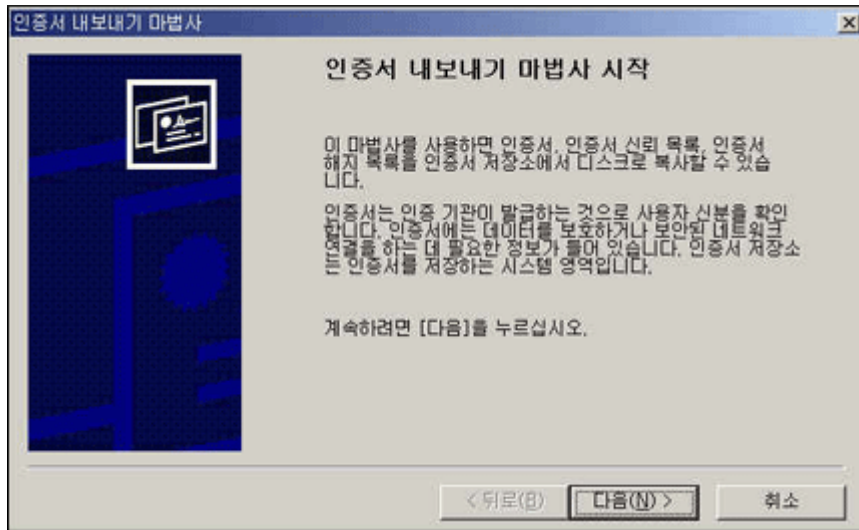 인증서 내보내기 마법사
인증서 내보내기 마법사 시작
이 마법사를 사용하면 인증서, 인증서 신뢰 목록, 인증서
해지 목록을 인증서 저장소에서 디스크로 복사할 수 있습
니다.
인증서는 인증 기관이 발급하는 것으로 사용자 신분을 확인
합니다. 인증서에는 데이터를 보호하거나 보안된 네트워크
연결을 하는 데 필요한 정보가 들어 있습니다. 인증서 저장소
는 인증서를 저장하는 시스템 영역입니다.
계속하려면 [다음]을 누르십시오.
< 뒤로(B) 다음(N) > 취소